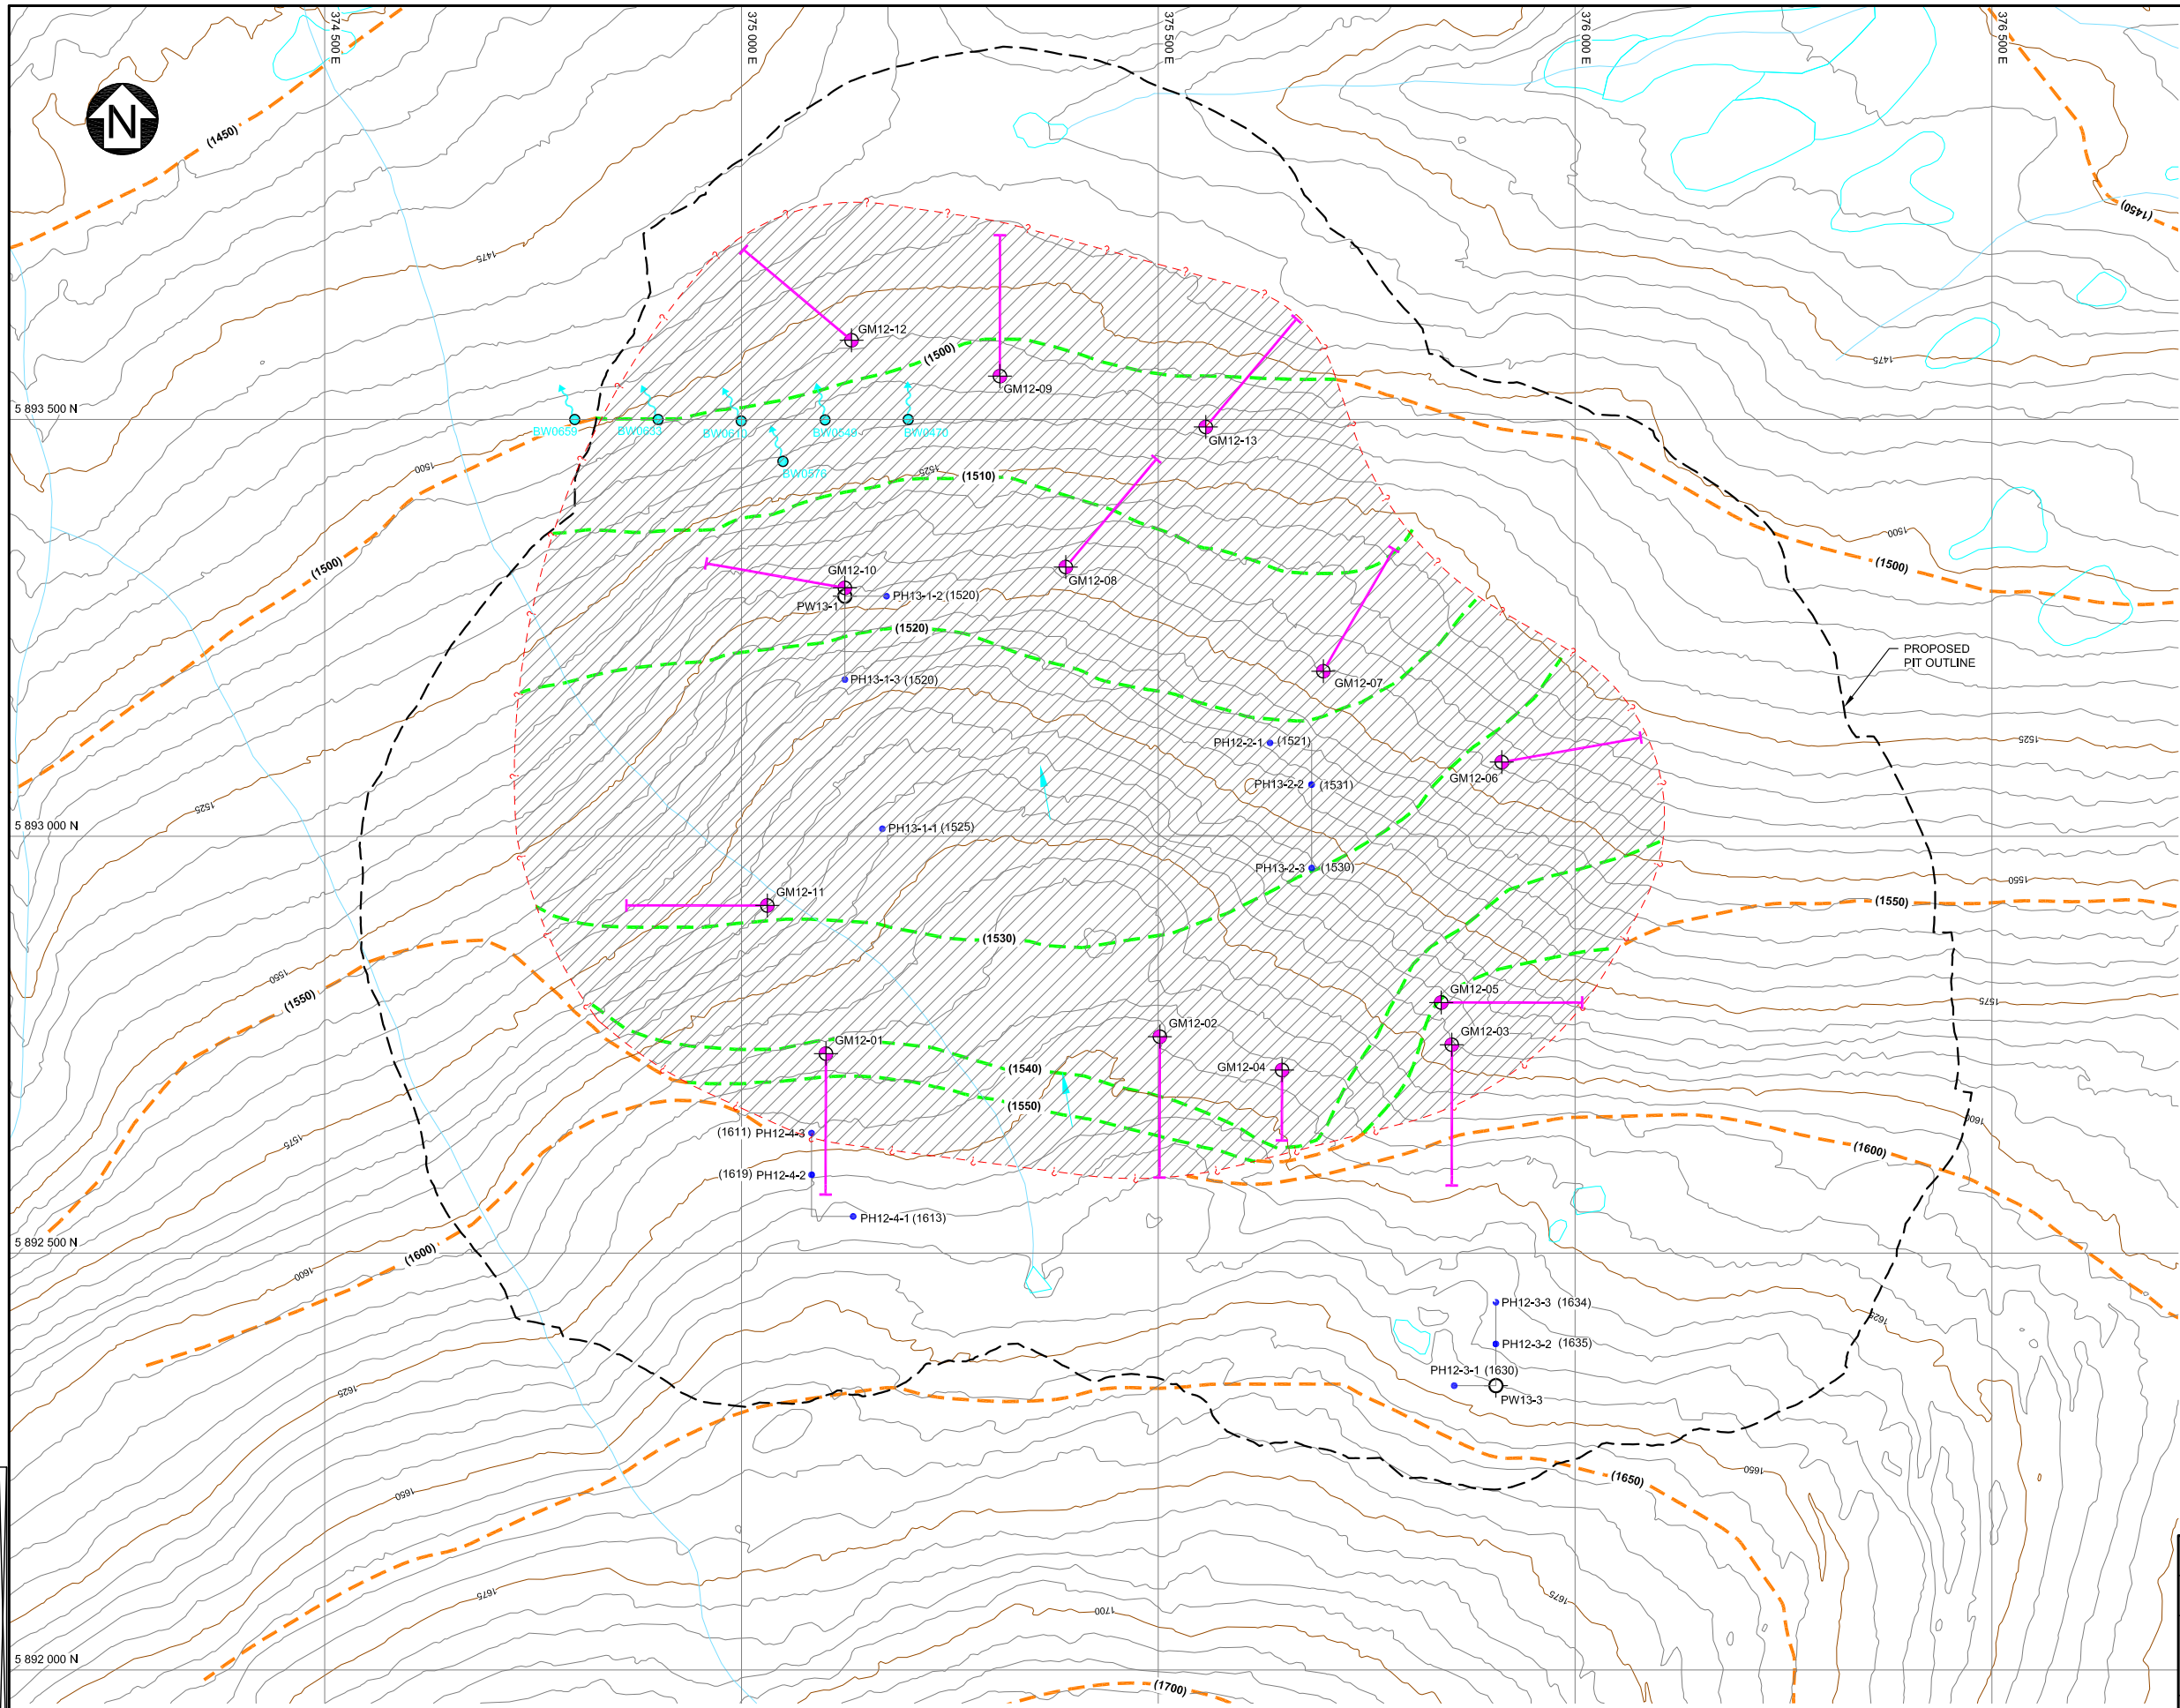 374 500 E
375 000 E
375 500 E
376 000 E
376 500 E
N
(1450)
(1450)
1475
1475
GM12-12
(1500)
GM12-09
5 893 500 N
BW0659
BW0633
BW0610
BW0549
BW0470
GM12-13
1500
1525
BW0576
(1510)
1500
(1500)
(1500)
GM12-10
GM12-08
PW13-1
PH13-1-2 (1520)
(1520)
PROPOSED
PIT OUTLINE
PH13-1-3 (1520)
GM12-07
PH12-2-1 (1521)
1525
GM12-06
PH13-2-2 (1531)
1525
5 893 000 N
PH13-1-1 (1525)
PH13-2-3 (1530)
1550
GM12-11
(1550)
(1530)
1550
(1550)
GM12-05
1575
GM12-02
GM12-03
GM12-01
GM12-04
(1540)
(1550)
1600
(1611) PH12-4-3
1575
(1600)
(1619) PH12-4-2
PH12-4-1 (1613)
5 892 500 N
(1600)
1600
PH12-3-3 (1634)
1625
PH12-3-2 (1635)
PH12-3-1 (1630)
1625
PW13-3
1650
(1650)
1650
1675
1675
1700
5 892 000 N
(1700)